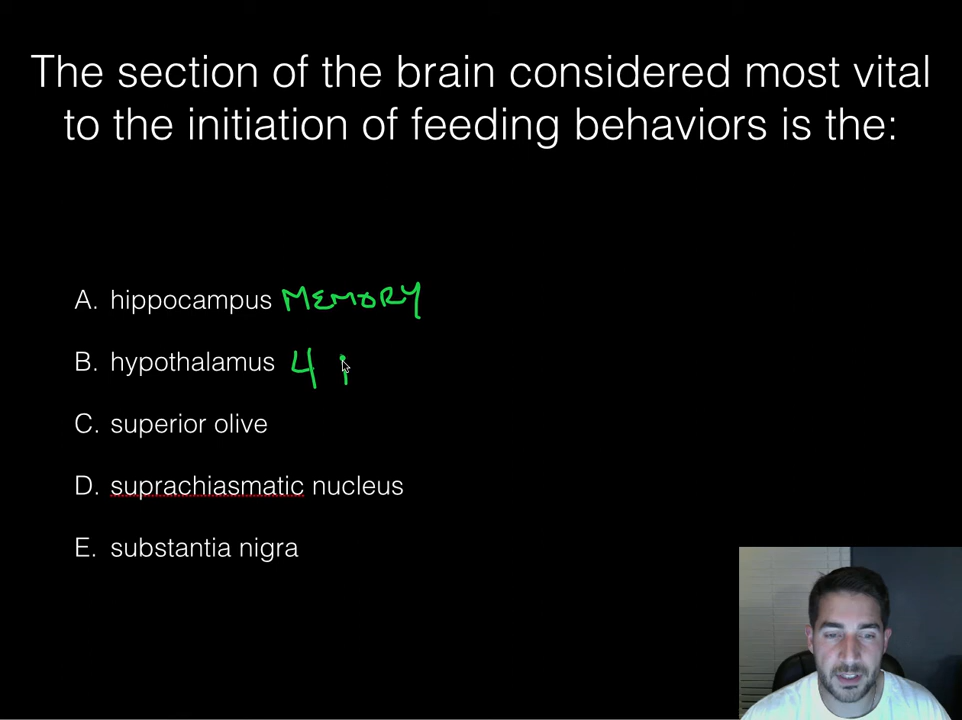 The section of the brain considered most vital
to the initiation of feeding behaviors is the:
A. hippocampus MEMORY
B. hypothalamus 4
C. superior olive
D. suprachiasmatic nucleus
E. substantia nigra